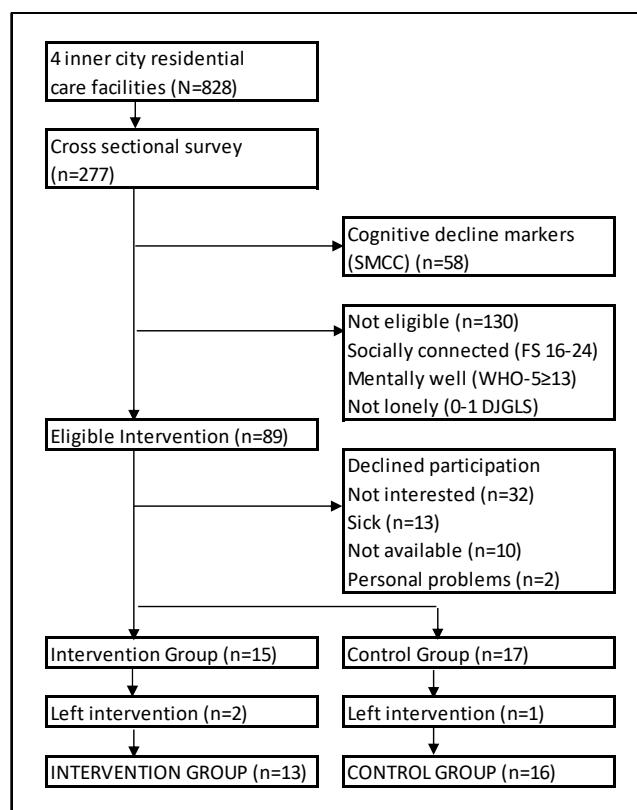 4 inner city residential
care facilities (N=828)
Cross sectional survey
(n=277)
Cognitive decline markers
(SMCC) (n=58)
Not eligible (n=130)
Socially connected (FS 16-24)
Mentally well (WHO-5≥13)
Not lonely (0-1 DJGLS)
Eligible Intervention (n=89)
Declined participation
Not interested (n=32)
Sick (n=13)
Not available (n=10)
Personal problems (n=2)
Intervention Group (n=15)
Control Group (n=17)
Left intervention (n=2)
Left intervention (n=1)
INTERVENTION GROUP (n=13)
CONTROL GROUP (n=16)